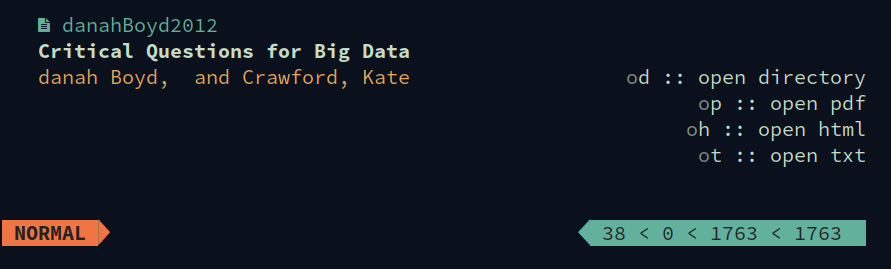 danahBoyd2012
Critical Questions for Big Data
danah Boyd,  and Crawford, Kate
od :: open directory
op :: open pdf
oh :: open html
ot :: open txt
NORMAL
38 < 0 < 1763 < 1763